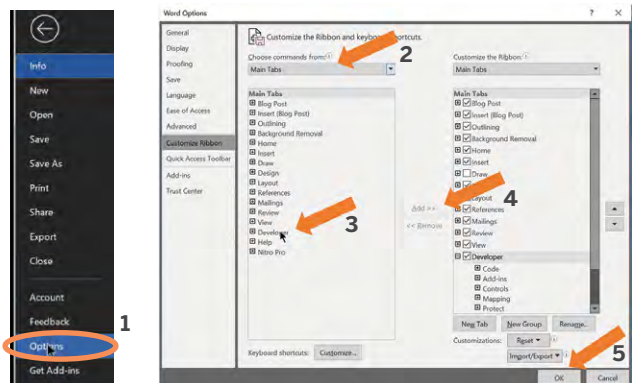 Info
New
Open
Save
Save As
Print
Share
Export
Close
Account
Feedback
Options
Get Add-ins
1
Word Options
? ×
General
Display
Proofing
Save
Language
Ease of Access
Advanced
Customize Ribbon
Quick Access Toolbar
Add-ins
Trust Center
Customize the Ribbon and keyboard shortcuts.
2
Choose commands from:
Main Tabs
Main Tabs
Blog Post
Insert (Blog Post)
Outlining
Background Removal
Home
Insert
Draw
Design
Layout
References
Mailings
Review
View
Developer
Help
Nitro Pro
3
Keyboard shortcuts: Customize...
Add >>
<< Remove
4
Customize the Ribbon:
Main Tabs
Main Tabs
Blog Post
Insert (Blog Post)
Outlining
Background Removal
Home
Insert
Draw
Layout
References
Mailings
Review
View
Developer
Code
Add-ins
Controls
Mapping
Protect
New Tab New Group Rename...
Customizations: Reset
Import/Export
5
OK Cancel